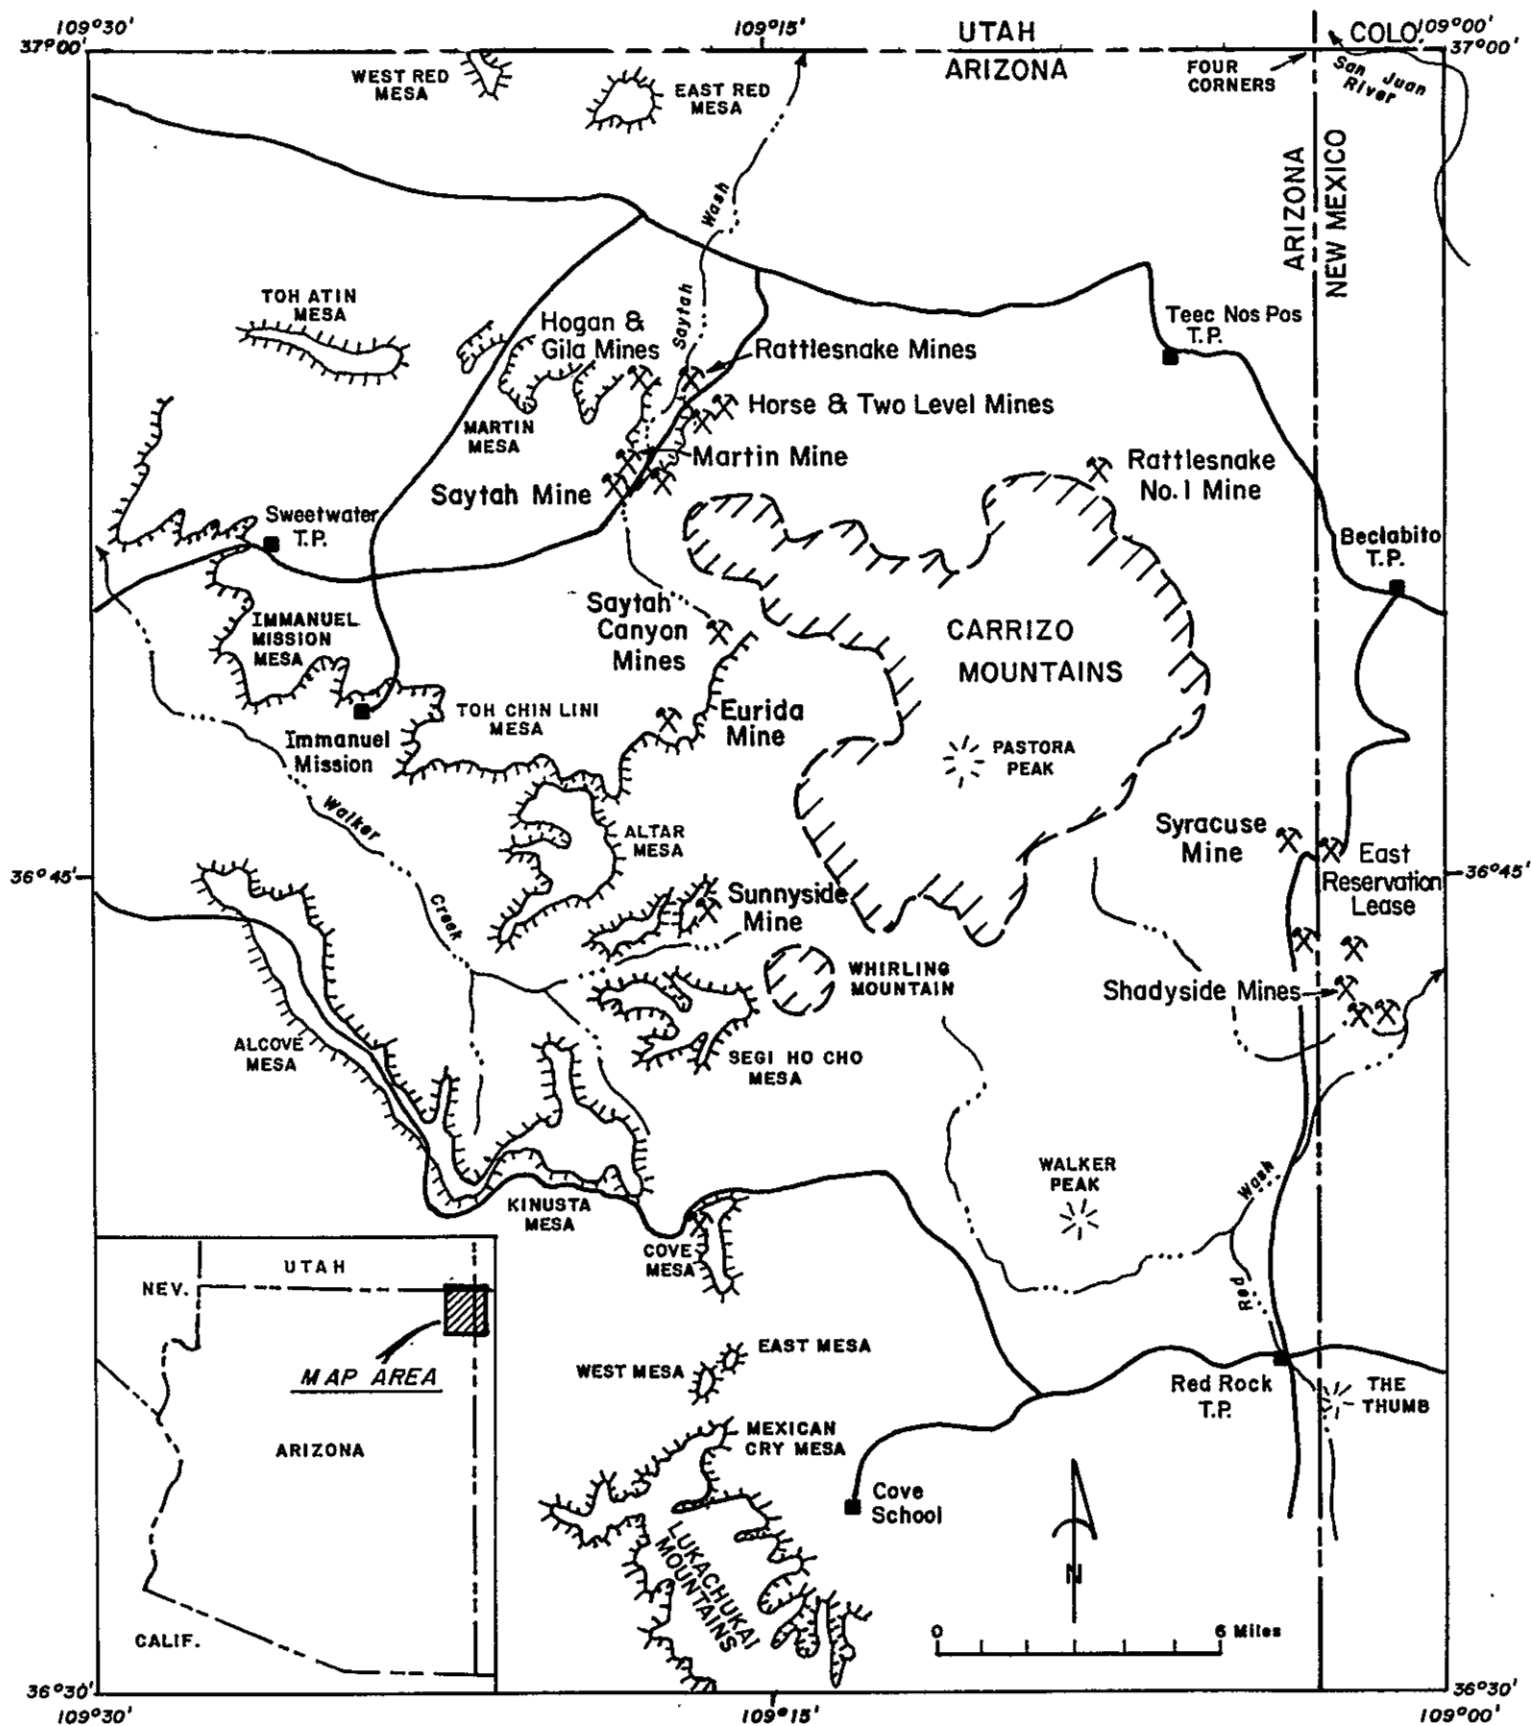 109°30'
109°15'
109°00'
37°00'
UTAH
COLO.
37°00'
ARIZONA
FOUR
CORNERS
San Juan
River
WEST RED
MESA
EAST RED
MESA
ARIZONA
NEW MEXICO
Wash
Saytah
TOH ATIN
MESA
Hogan &
Gila Mines
Rattlesnake Mines
Teec Nos Pos
T.P.
Horse & Two Level Mines
MARTIN
MESA
Martin Mine
Saytah Mine
Rattlesnake
No. 1 Mine
Sweetwater
T.P.
Beclabito
T.P.
IMMANUEL
MISSION
MESA
Saytah
Canyon
Mines
CARRIZO
MOUNTAINS
TOH CHIN LINI
MESA
Eurida
Mine
Immanuel
Mission
PASTORA
PEAK
Walker
Creek
ALTAR
MESA
Syracuse
Mine
East
Reservation
Lease
36°45'
36°45'
Sunnyside
Mine
WHIRLING
MOUNTAIN
Shadyside Mines
ALCOVE
MESA
SEGI HO CHO
MESA
WALKER
PEAK
Wash
Red
KINUSTA
MESA
COVE
MESA
UTAH
NEV.
MAP AREA
ARIZONA
CALIF.
EAST MESA
WEST MESA
Red Rock
T.P.
THE
THUMB
MEXICAN
CRY MESA
Cove
School
LUKACHUKAI
MOUNTAINS
N
0
6 Miles
36°30'
36°30'
109°30'
109°15'
109°00'